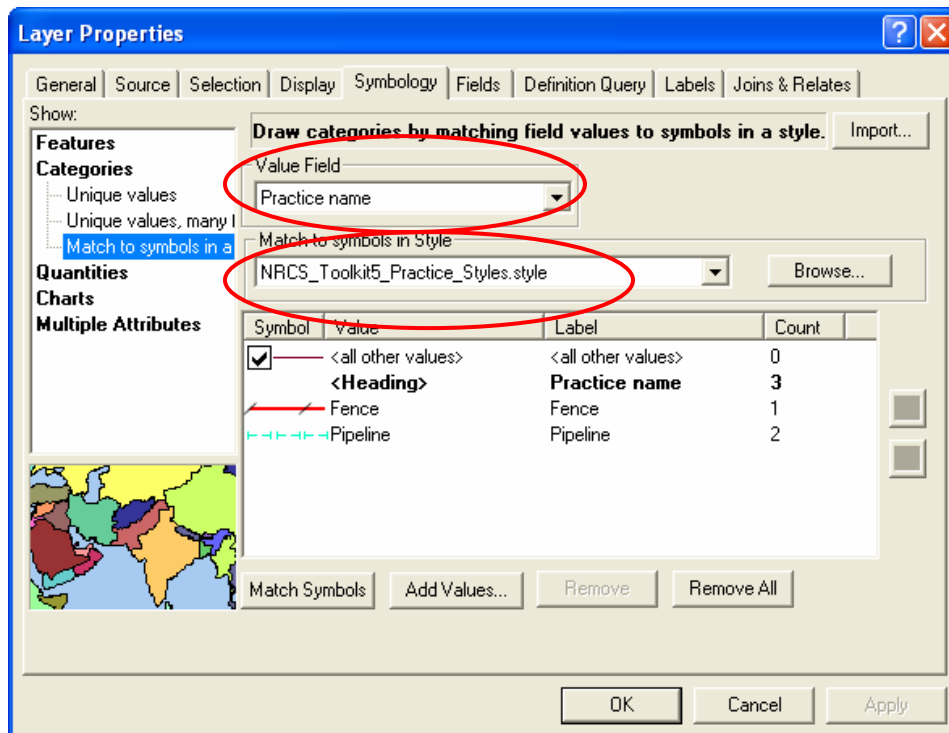 Layer Properties
General Source Selection Display Symbology Fields Definition Query Labels Joins & Relates
Show:
Features
Categories
Unique values
Unique values, many
Match to symbols in a
Quantities
Charts
Multiple Attributes
Draw categories by matching field values to symbols in a style.
Import...
Value Field
Practice name
Match to symbols in Style
NRCS_Toolkit5_Practice_Styles.style
Browse...
Symbol Value Label Count
<all other values> <all other values> 0
<Heading> Practice name 3
Fence Fence 1
Pipeline Pipeline 2
Match Symbols Add Values... Remove Remove All
OK Cancel Apply